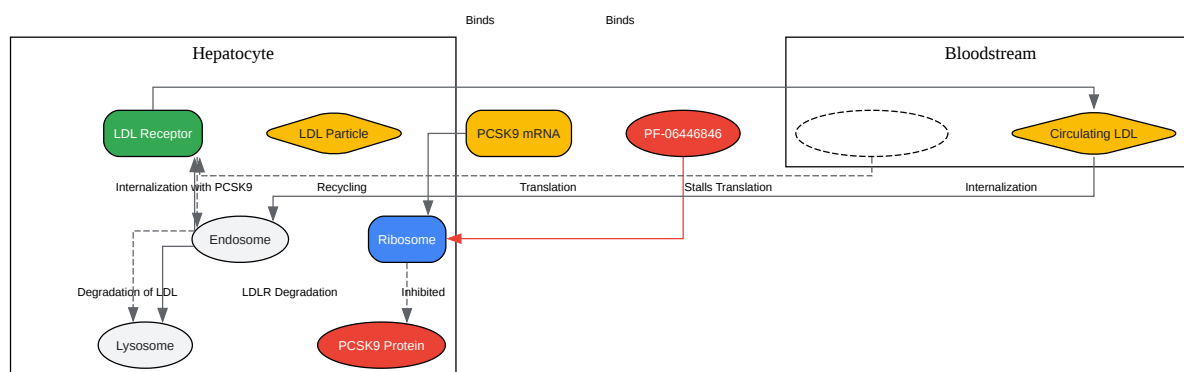 Binds
Binds
Hepatocyte
Bloodstream
LDL Receptor
LDL Particle
PCSK9 mRNA
PF-06446846
Circulating LDL
Internalization with PCSK9
Recycling
Translation
Stalls Translation
Internalization
Endosome
Ribosome
Degradation of LDL
LDLR Degradation
Inhibited
Lysosome
PCSK9 Protein